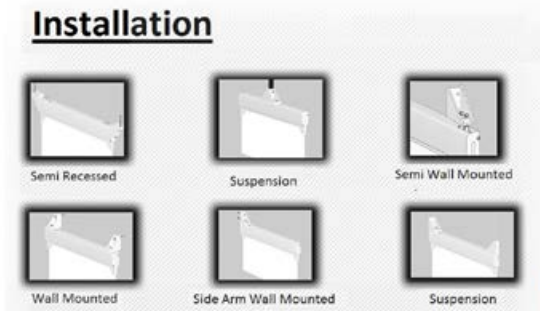 Installation
Semi Recessed
Suspension
Semi Wall Mounted
Wall Mounted
Side Arm Wall Mounted
Suspension